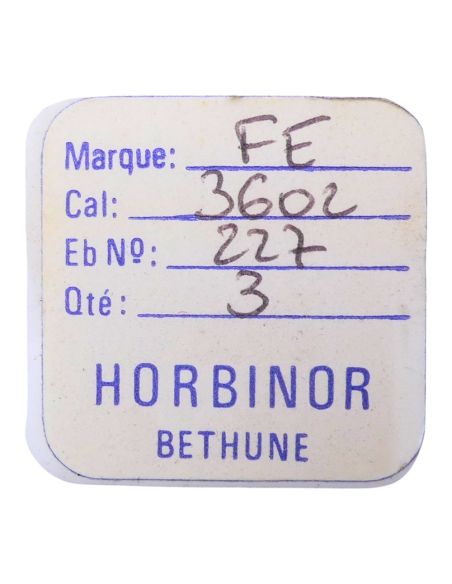 Marque: FE
Cal: 3602
Eb Nº: 227
Qté: 3
HORBINOR
BETHUNE